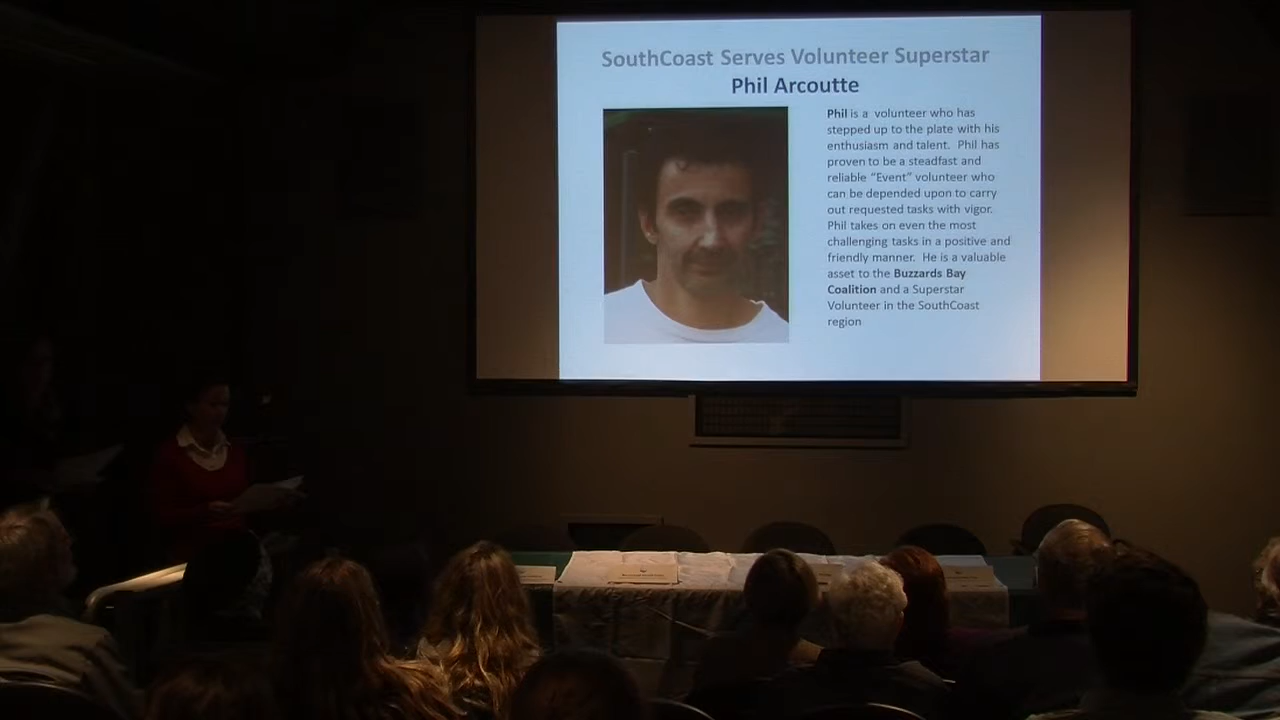 SouthCoast Serves Volunteer Superstar
Phil Arcoutte
Phil is a volunteer who has
stepped up to the plate with his
enthusiasm and talent. Phil has
proven to be a steadfast and
reliable “Event” volunteer who
can be depended upon to carry
out requested tasks with vigor.
Phil takes on even the most
challenging tasks in a positive and
friendly manner. He is a valuable
asset to the Buzzards Bay
Coalition and a Superstar
Volunteer in the SouthCoast
region